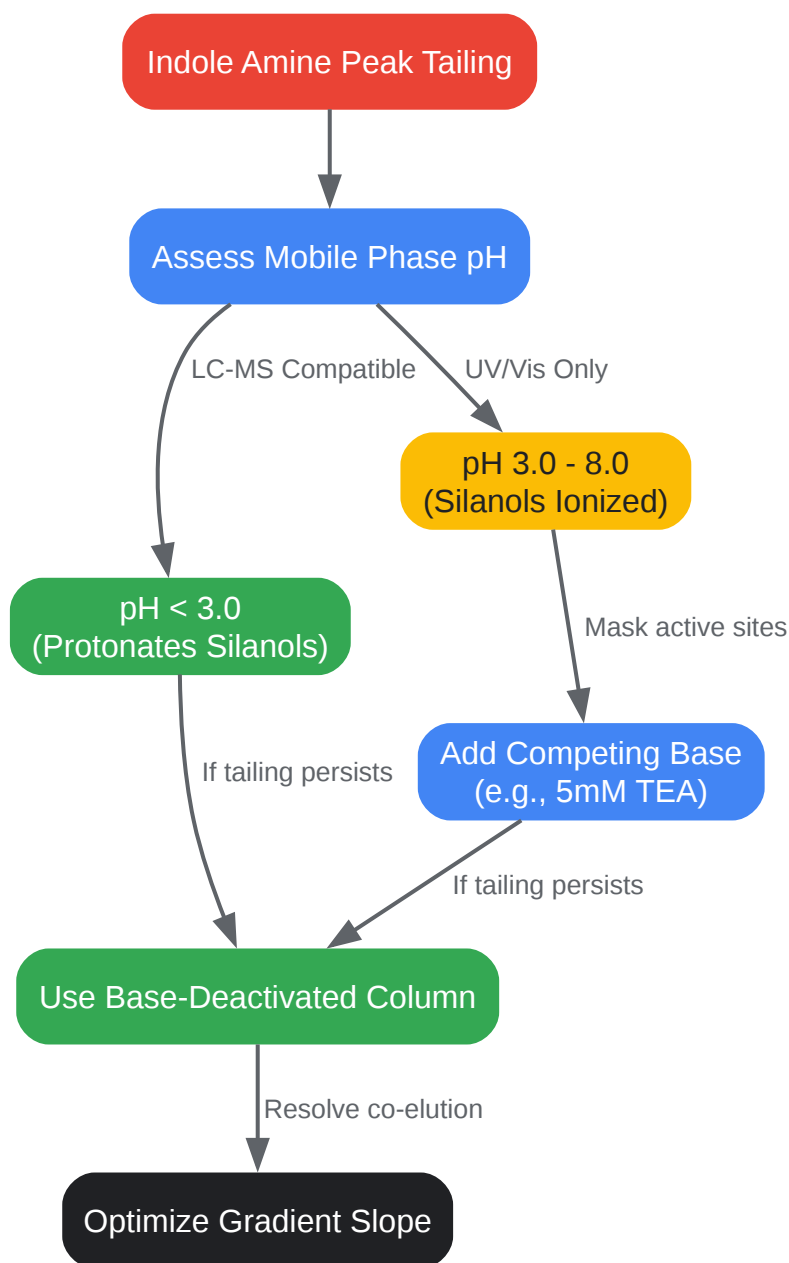 Indole Amine Peak Tailing
Assess Mobile Phase pH
LC-MS Compatible
UV/Vis Only
pH 3.0 - 8.0
(Silanols Ionized)
pH < 3.0
(Protonates Silanols)
Mask active sites
Add Competing Base
(e.g., 5mM TEA)
If tailing persists
If tailing persists
Use Base-Deactivated Column
Resolve co-elution
Optimize Gradient Slope